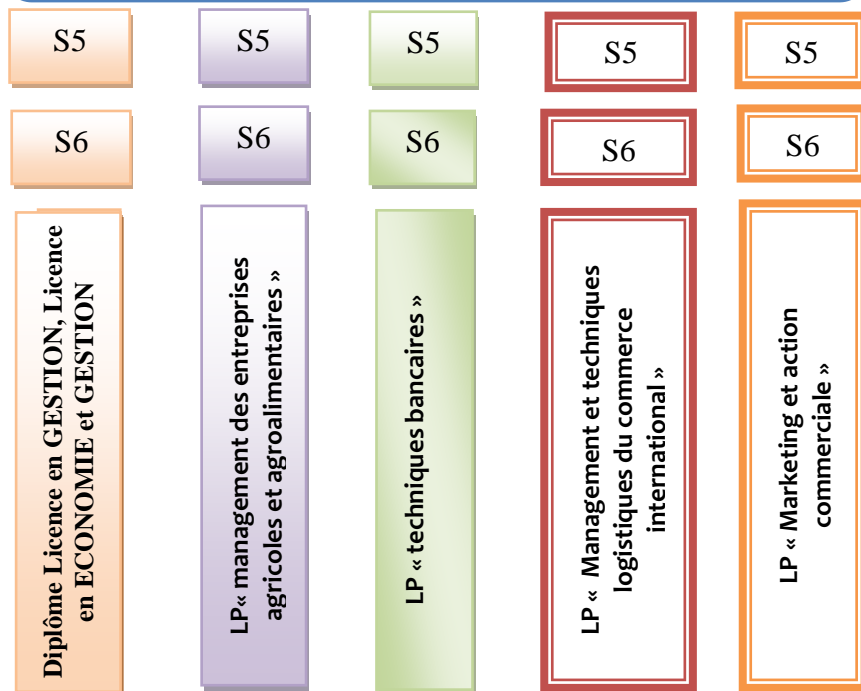 S5
S5
S5
S5
S5
S6
S6
S6
S6
S6
Diplôme Licence en GESTION, Licence
en ECONOMIE et GESTION
LP« management des entreprises
agricoles et agroalimentaires »
LP « techniques bancaires »
LP «  Management et techniques
logistiques du commerce
international »
LP « Marketing et action
commerciale »